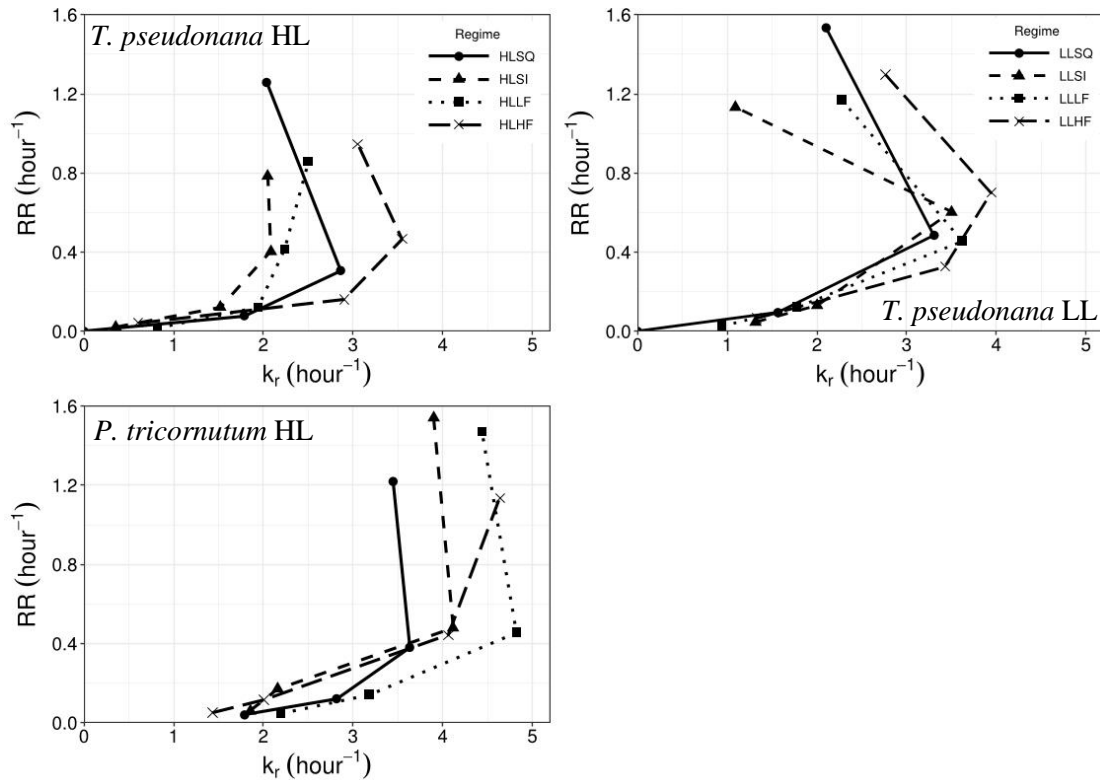 T. pseudonana HL
Regime
HLSQ
HLSI
HLLF
HLHF
1.6
1.2
0.8
0.4
0.0
RR (hour⁻¹)
0 1 2 3 4 5
kᵣ (hour⁻¹)
Regime
LLSQ
LLSI
LLLF
LLHF
T. pseudonana LL
1.6
1.2
0.8
0.4
0.0
RR (hour⁻¹)
0 1 2 3 4 5
kᵣ (hour⁻¹)
P. tricornutum HL
1.6
1.2
0.8
0.4
0.0
RR (hour⁻¹)
0 1 2 3 4 5
kᵣ (hour⁻¹)